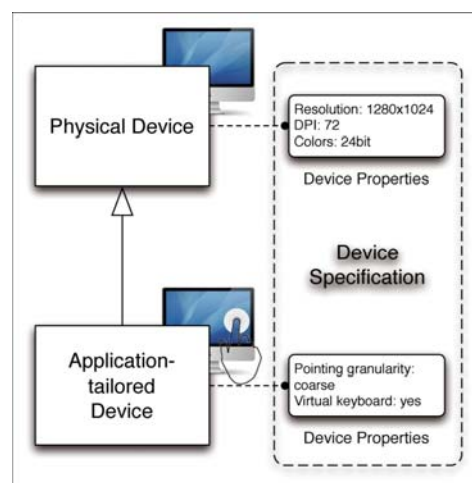 Physical Device
Resolution: 1280x1024
DPI: 72
Colors: 24bit
Device Properties
Device
Specification
Application-
tailored
Device
Pointing granularity:
coarse
Virtual keyboard: yes
Device Properties